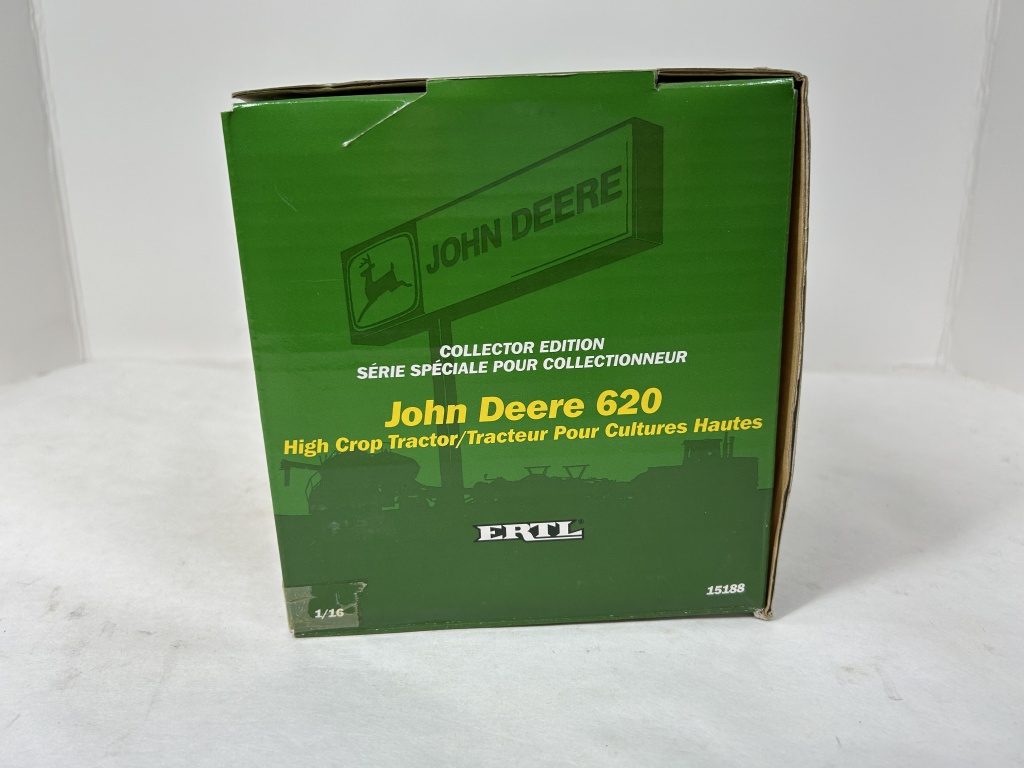 JOHN DEERE
COLLECTOR EDITION
SÉRIE SPÉCIALE POUR COLLECTIONNEUR
John Deere 620
High Crop Tractor/Tracteur Pour Cultures Hautes
ERTL®
15188
1/16